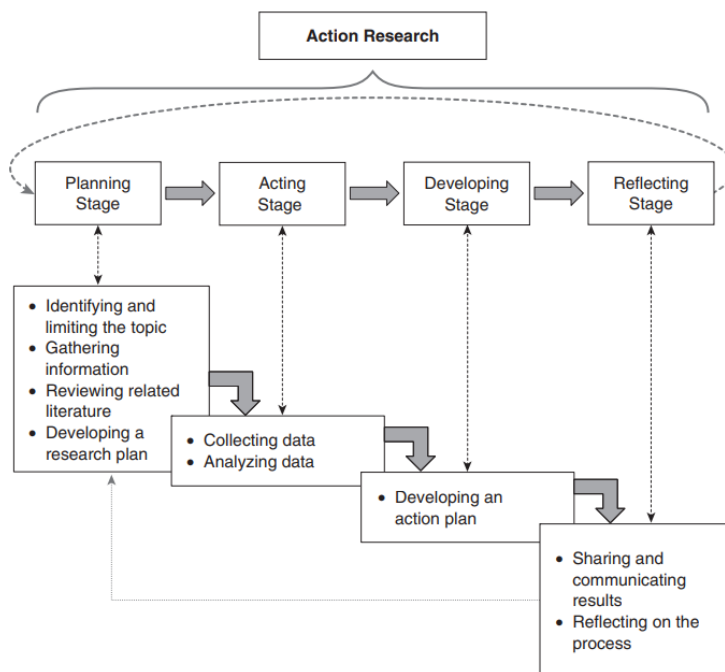 Action Research
Planning
Stage
Acting
Stage
Developing
Stage
Reflecting
Stage
• Identifying and
limiting the topic
• Gathering
information
• Reviewing related
literature
• Developing a
research plan
• Collecting data
• Analyzing data
• Developing an
action plan
• Sharing and
communicating
results
• Reflecting on the
process